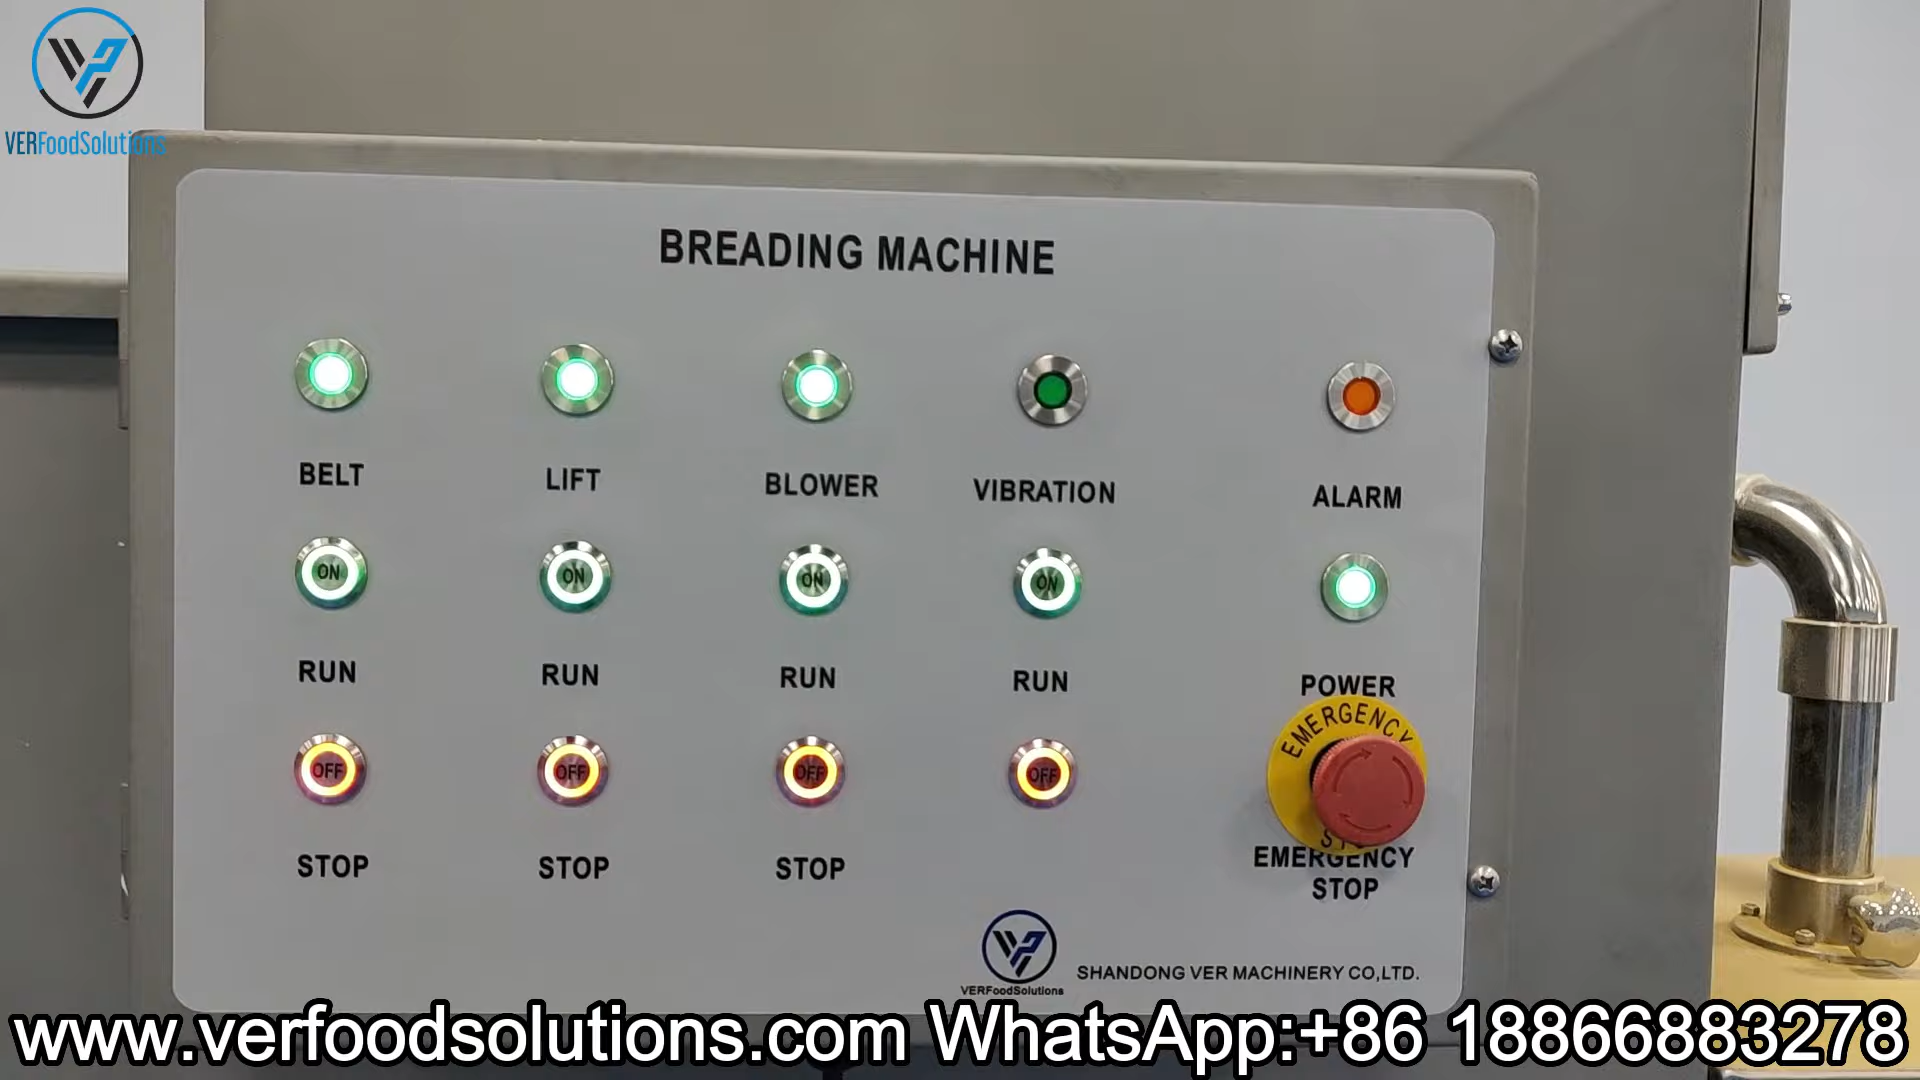 VERFoodSolutions
BREADING MACHINE
BELT LIFT BLOWER VIBRATION ALARM
ON ON ON ON
RUN RUN RUN RUN POWER
OFF OFF OFF OFF EMERGENCY
STOP STOP STOP EMERGENCY
STOP
VERFoodSolutions
SHANDONG VER MACHINERY CO,LTD.
www.verfoodsolutions.com WhatsApp:+86 18866883278